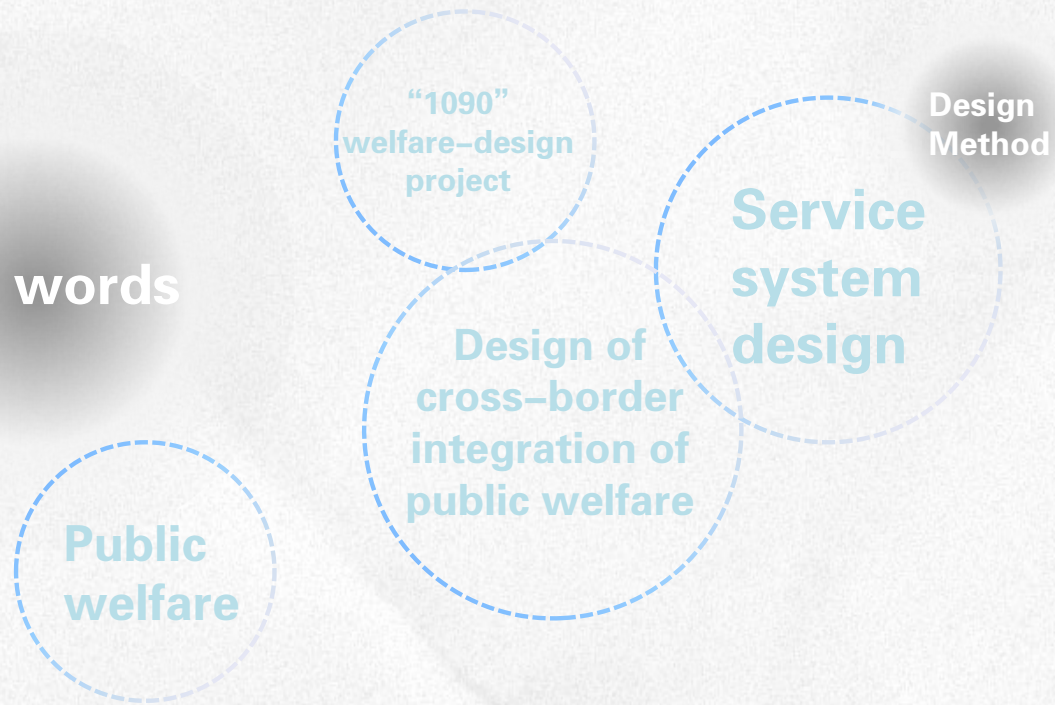 “1090”
welfare–design
project
Design
Method
Service
system
design
words
Design of
cross–border
integration of
public welfare
Public
welfare